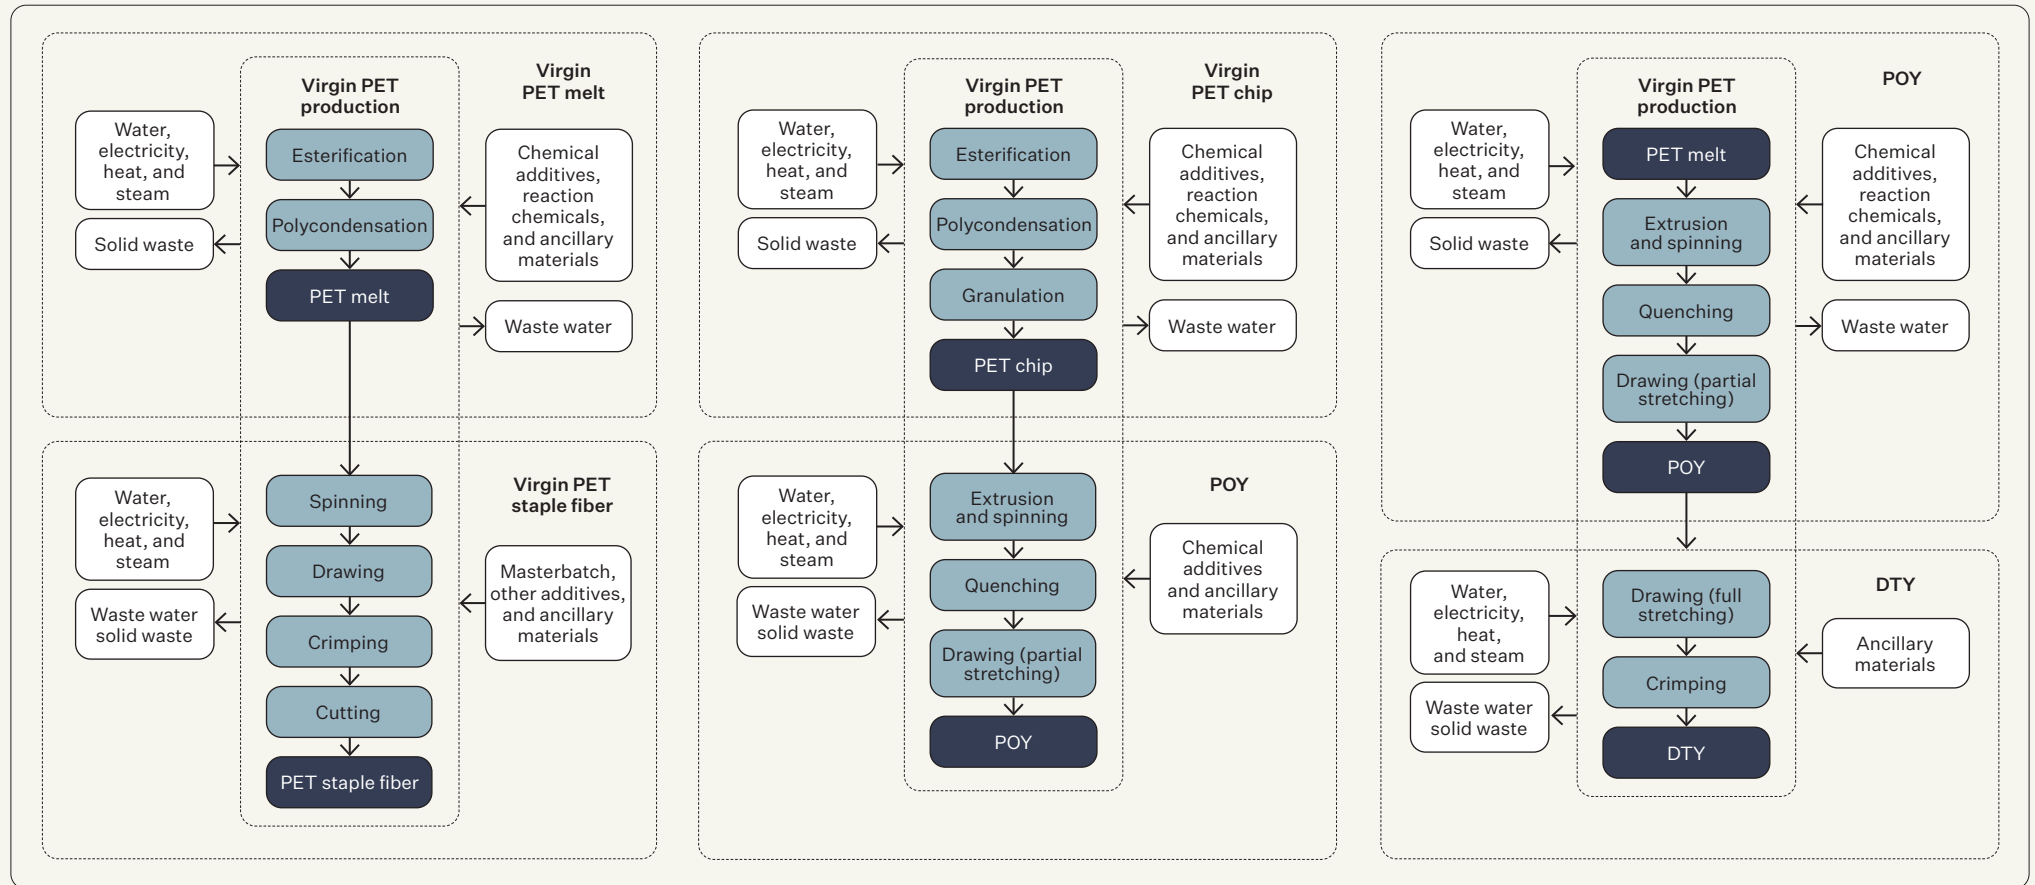 Virgin PET
production
Virgin
PET melt
Water,
electricity,
heat, and
steam
Solid waste
Esterification
Polycondensation
PET melt
Chemical
additives,
reaction
chemicals,
and ancillary
materials
Waste water
Virgin PET
staple fiber
Water,
electricity,
heat, and
steam
Waste water
solid waste
Spinning
Drawing
Crimping
Cutting
PET staple fiber
Masterbatch,
other additives,
and ancillary
materials
Virgin PET
production
Virgin
PET chip
Water,
electricity,
heat, and
steam
Solid waste
Esterification
Polycondensation
Granulation
PET chip
Chemical
additives,
reaction
chemicals,
and ancillary
materials
Waste water
POY
Water,
electricity,
heat, and
steam
Waste water
solid waste
Extrusion
and spinning
Quenching
Drawing (partial
stretching)
POY
Chemical
additives
and ancillary
materials
Virgin PET
production
POY
Water,
electricity,
heat, and
steam
Solid waste
PET melt
Extrusion
and spinning
Quenching
Drawing (partial
stretching)
POY
Chemical
additives,
reaction
chemicals,
and ancillary
materials
Waste water
DTY
Water,
electricity,
heat,
and steam
Waste water
solid waste
Drawing (full
stretching)
Crimping
DTY
Ancillary
materials